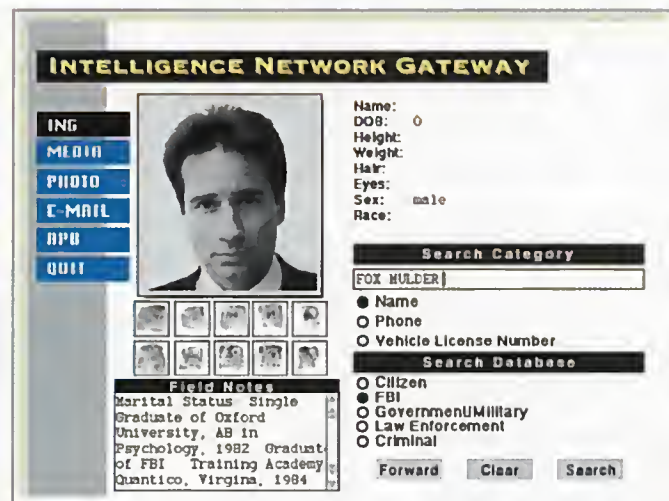 INTELLIGENCE NETWORK GATEWAY
ING
MEDIA
PHOTO
E-MAIL
APB
QUIT
Name:
DOB: 0
Height:
Weight:
Hair:
Eyes:
Sex: male
Race:
Search Category
FOX MULDER
Name
Phone
Vehicle License Number
Search Database
Citizen
FBI
Government/Military
Law Enforcement
Criminal
Forward Clear Search
Field Notes
Marital Status Single
Graduate of Oxford
University, AB in
Psychology, 1982 Graduate
of FBI Training Academy
Quantico, Virgina, 1984